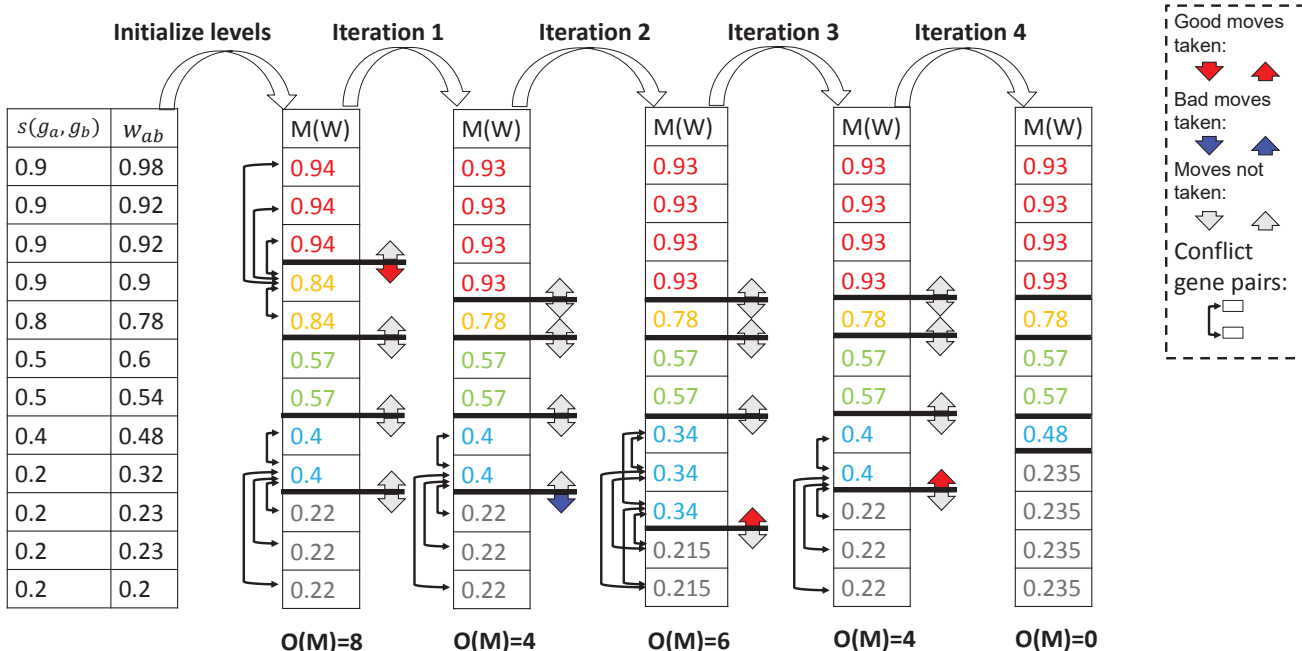 Initialize levels Iteration 1 Iteration 2 Iteration 3 Iteration 4
s(g_a, g_b) w_ab M(W) M(W) M(W) M(W) M(W)
0.9 0.98 0.94 0.93 0.93 0.93 0.93
0.9 0.92 0.94 0.93 0.93 0.93 0.93
0.9 0.92 0.94 0.93 0.93 0.93 0.93
0.9 0.9 0.84 0.93 0.93 0.93 0.93
0.8 0.78 0.84 0.78 0.78 0.78 0.78
0.5 0.6 0.57 0.57 0.57 0.57 0.57
0.5 0.54 0.57 0.57 0.57 0.57 0.57
0.4 0.48 0.4 0.4 0.34 0.4 0.48
0.2 0.32 0.4 0.4 0.34 0.4 0.235
0.2 0.23 0.22 0.22 0.34 0.22 0.235
0.2 0.23 0.22 0.22 0.215 0.22 0.235
0.2 0.2 0.22 0.22 0.215 0.22 0.235
O(M)=8 O(M)=4 O(M)=6 O(M)=4 O(M)=0
Good moves
taken:
Bad moves
taken:
Moves not
taken:
Conflict
gene pairs: